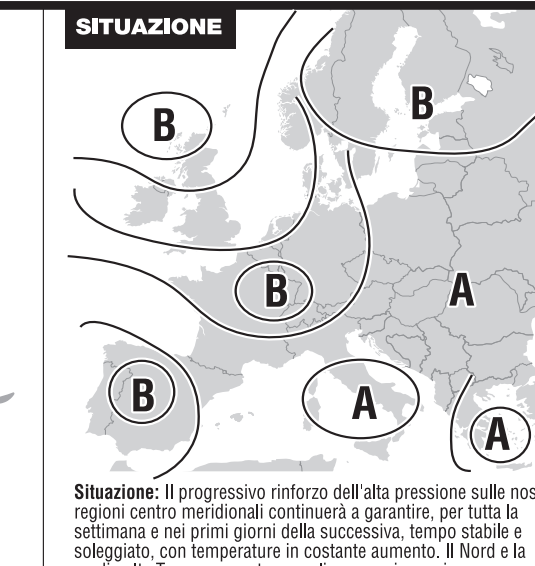 SITUAZIONE
B
B
B
A
B
A
A
Situazione: Il progressivo rinforzo dell'alta pressione sulle
regioni centro meridionali continuerà a garantire, per tutta la
settimana e nei primi giorni della successiva, tempo stabile e
soleggiato, con temperature in costante aumento. Il Nord e la